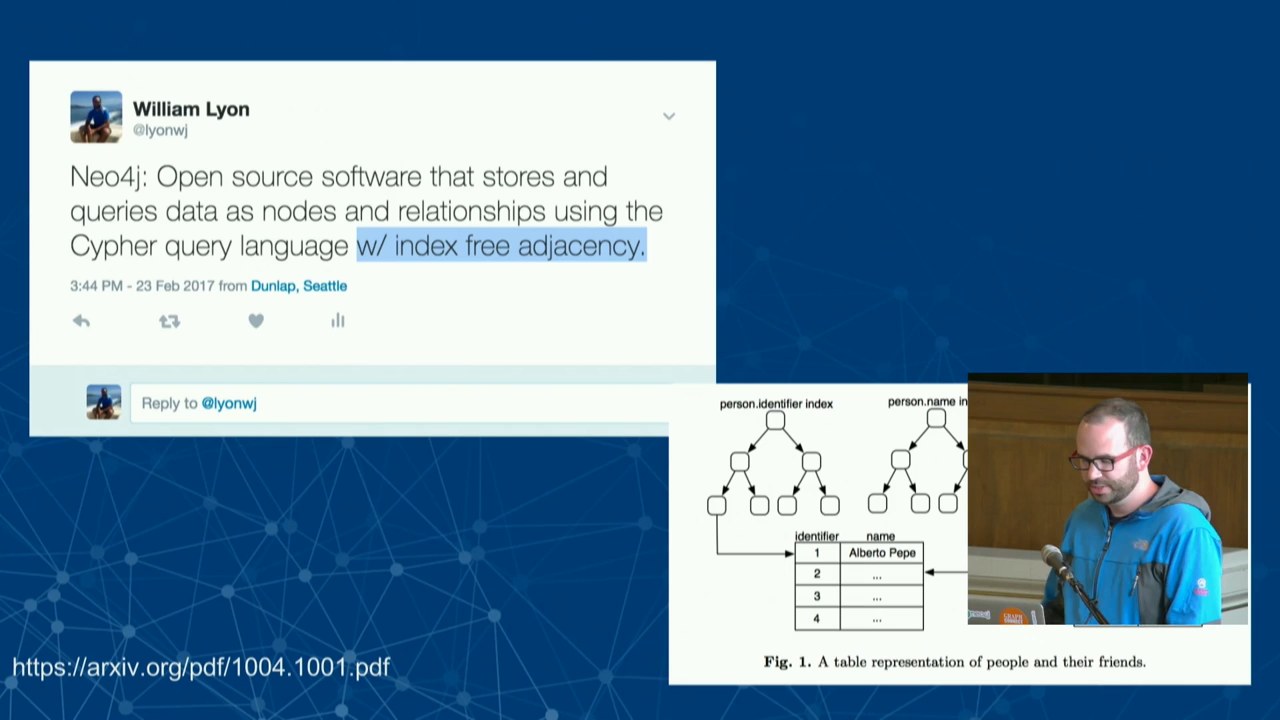 William Lyon
@lyonwj
Neo4j: Open source software that stores and
queries data as nodes and relationships using the
Cypher query language w/ index free adjacency.
3:44 PM - 23 Feb 2017 from Dunlap, Seattle
Reply to @lyonwj
person.identifier index
person.name in
identifier name
1 Alberto Pepe
2 ...
3 ...
4 ...
Fig. 1. A table representation of people and their friends.
https://arxiv.org/pdf/1004.1001.pdf